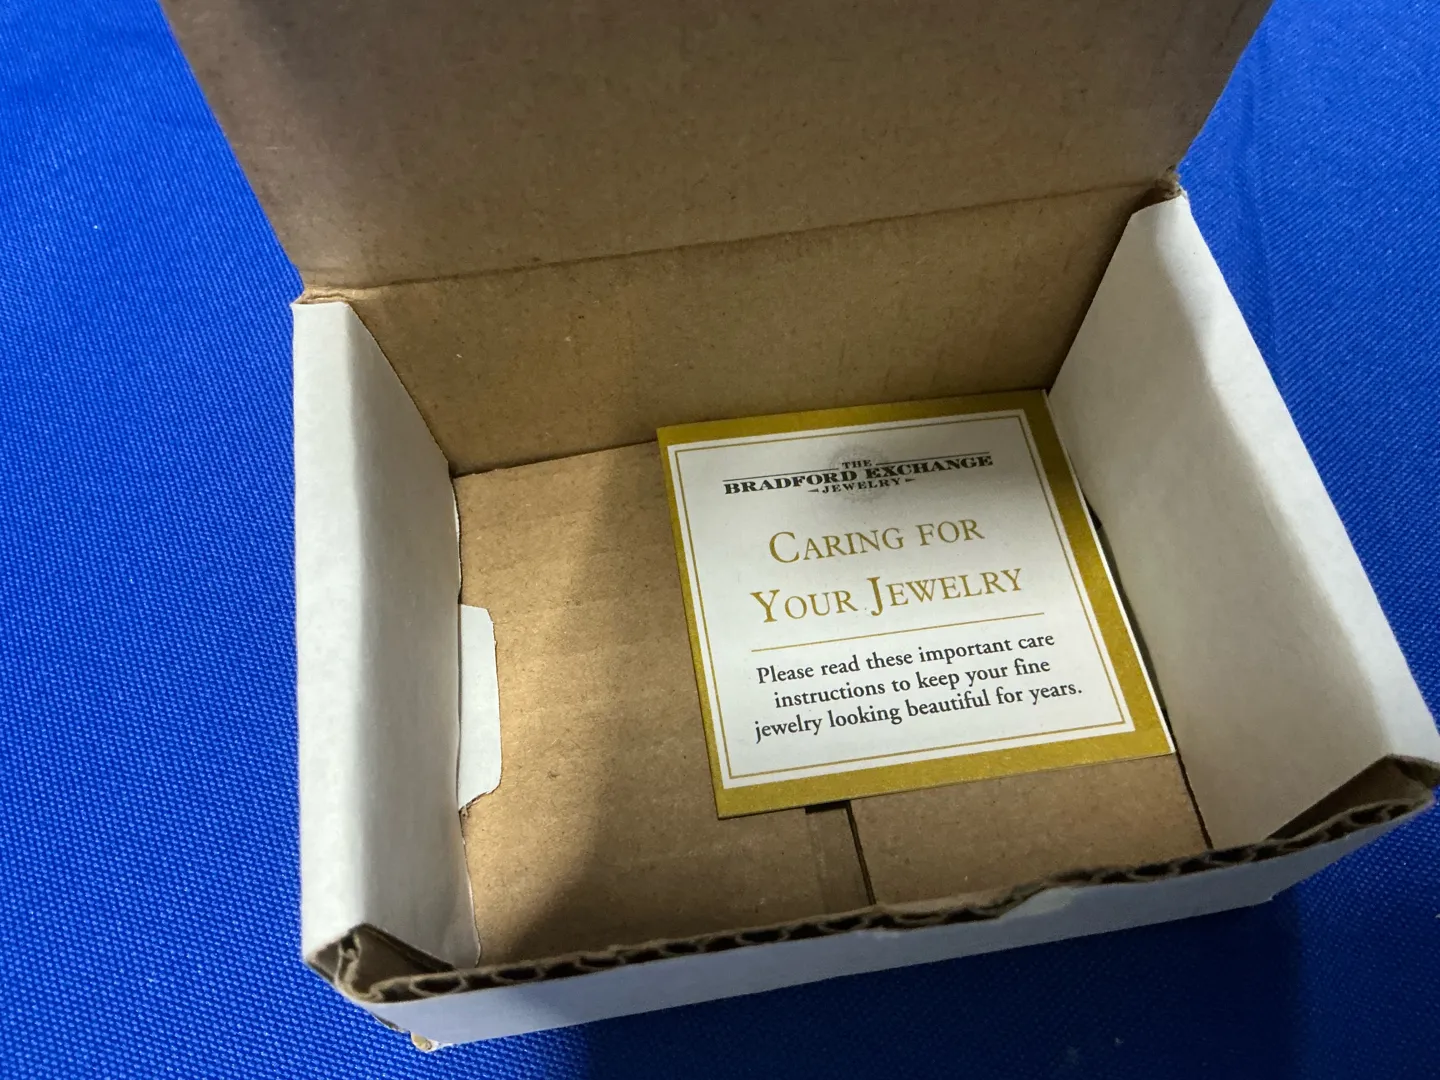 THE
BRADFORD EXCHANGE
JEWELRY
CARING FOR
YOUR JEWELRY
Please read these important care
instructions to keep your fine
jewelry looking beautiful for years.